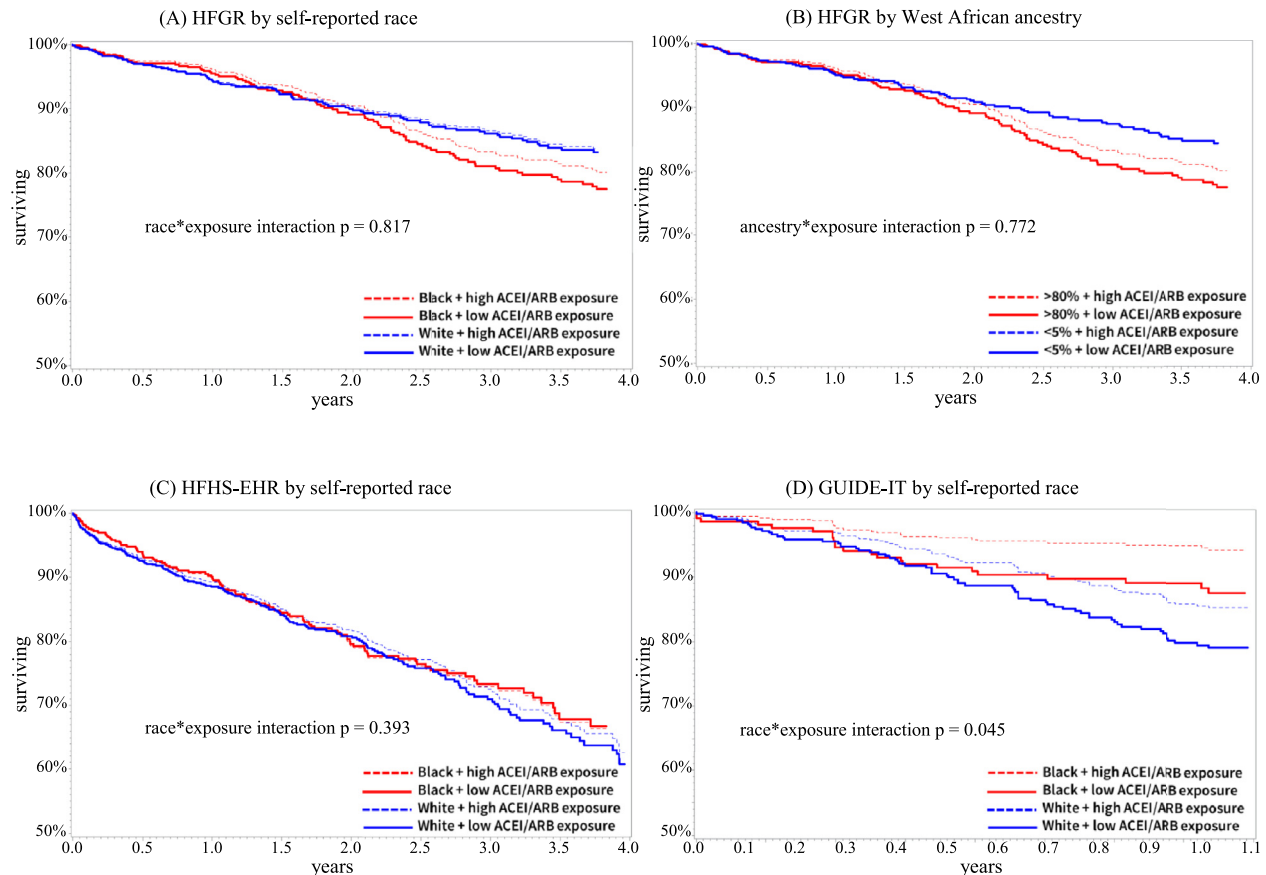 (A) HFGR by self-reported race
100%
90%
80%
70%
60%
50%
surviving
race*exposure interaction p = 0.817
Black + high ACEI/ARB exposure
Black + low ACEI/ARB exposure
White + high ACEI/ARB exposure
White + low ACEI/ARB exposure
0.0 0.5 1.0 1.5 2.0 2.5 3.0 3.5 4.0
years
(B) HFGR by West African ancestry
100%
90%
80%
70%
60%
50%
surviving
ancestry*exposure interaction p = 0.772
>80% + high ACEI/ARB exposure
>80% + low ACEI/ARB exposure
<5% + high ACEI/ARB exposure
<5% + low ACEI/ARB exposure
0.0 0.5 1.0 1.5 2.0 2.5 3.0 3.5 4.0
years
(C) HFHS-EHR by self-reported race
100%
90%
80%
70%
60%
50%
surviving
race*exposure interaction p = 0.393
Black + high ACEI/ARB exposure
Black + low ACEI/ARB exposure
White + high ACEI/ARB exposure
White + low ACEI/ARB exposure
0.0 0.5 1.0 1.5 2.0 2.5 3.0 3.5 4.0
years
(D) GUIDE-IT by self-reported race
100%
90%
80%
70%
60%
50%
surviving
race*exposure interaction p = 0.045
Black + high ACEI/ARB exposure
Black + low ACEI/ARB exposure
White + high ACEI/ARB exposure
White + low ACEI/ARB exposure
0.0 0.1 0.2 0.3 0.4 0.5 0.6 0.7 0.8 0.9 1.0 1.1
years